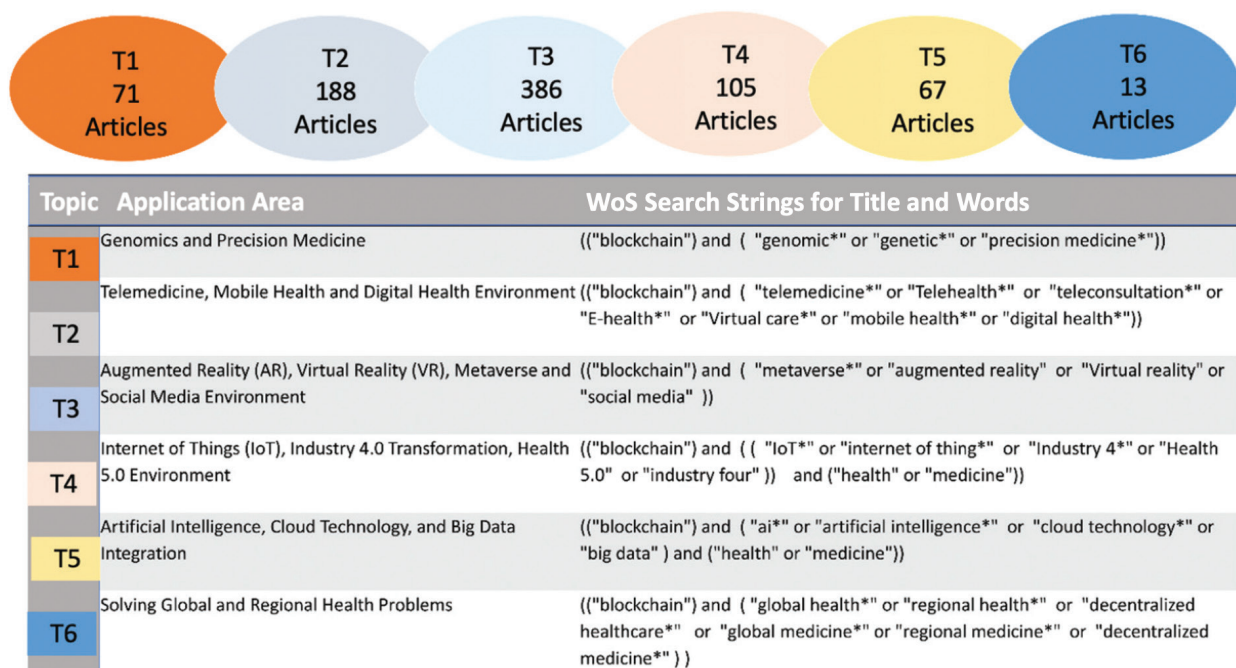 T1
71
Articles
T2
188
Articles
T3
386
Articles
T4
105
Articles
T5
67
Articles
T6
13
Articles
Topic Application Area WoS Search Strings for Title and Words
T1
Genomics and Precision Medicine
(("blockchain") and ( "genomic*" or "genetic*" or "precision medicine*"))
T2
Telemedicine, Mobile Health and Digital Health Environment
(("blockchain") and ( "telemedicine*" or "Telehealth*" or "teleconsultation*" or
"E-health*" or "Virtual care*" or "mobile health*" or "digital health*"))
T3
Augmented Reality (AR), Virtual Reality (VR), Metaverse and
Social Media Environment
(("blockchain") and ( "metaverse*" or "augmented reality" or "Virtual reality" or
"social media" ))
T4
Internet of Things (IoT), Industry 4.0 Transformation, Health
5.0 Environment
(("blockchain") and ( ( "IoT*" or "internet of thing*" or "Industry 4*" or "Health
5.0" or "industry four" )) and ("health" or "medicine"))
T5
Artificial Intelligence, Cloud Technology, and Big Data
Integration
(("blockchain") and ( "ai*" or "artificial intelligence*" or "cloud technology*" or
"big data" ) and ("health" or "medicine"))
T6
Solving Global and Regional Health Problems
(("blockchain") and ( "global health*" or "regional health*" or "decentralized
healthcare*" or "global medicine*" or "regional medicine*" or "decentralized
medicine*" ) )